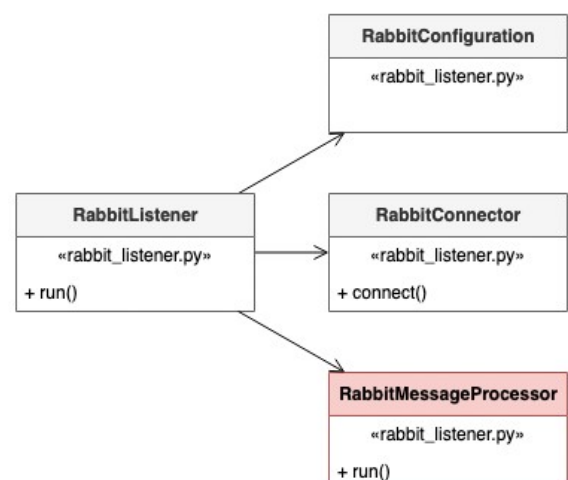 RabbitConfiguration
«rabbit_listener.py»
RabbitListener
«rabbit_listener.py»
+ run()
RabbitConnector
«rabbit_listener.py»
+ connect()
RabbitMessageProcessor
«rabbit_listener.py»
+ run()